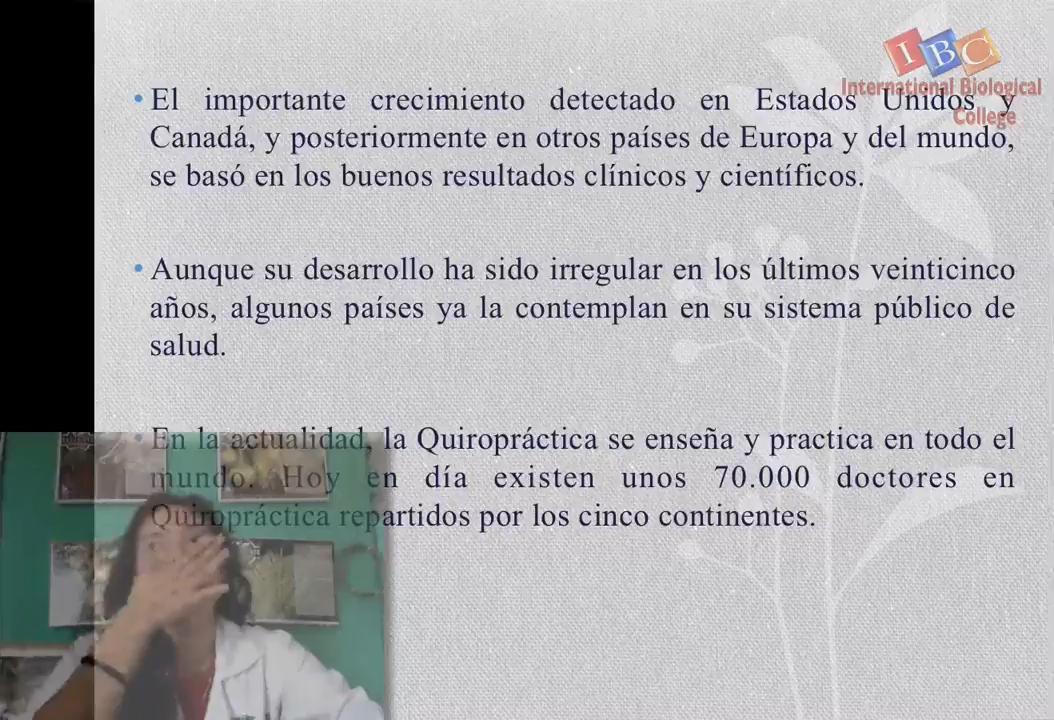 IBC
International Biological
College
• El importante crecimiento detectado en Estados Unidos y
Canadá, y posteriormente en otros países de Europa y del mundo,
se basó en los buenos resultados clínicos y científicos.
• Aunque su desarrollo ha sido irregular en los últimos veinticinco
años, algunos países ya la contemplan en su sistema público de
salud.
• En la actualidad, la Quiropráctica se enseña y practica en todo el
mundo. Hoy en día existen unos 70.000 doctores en
Quiropráctica repartidos por los cinco continentes.